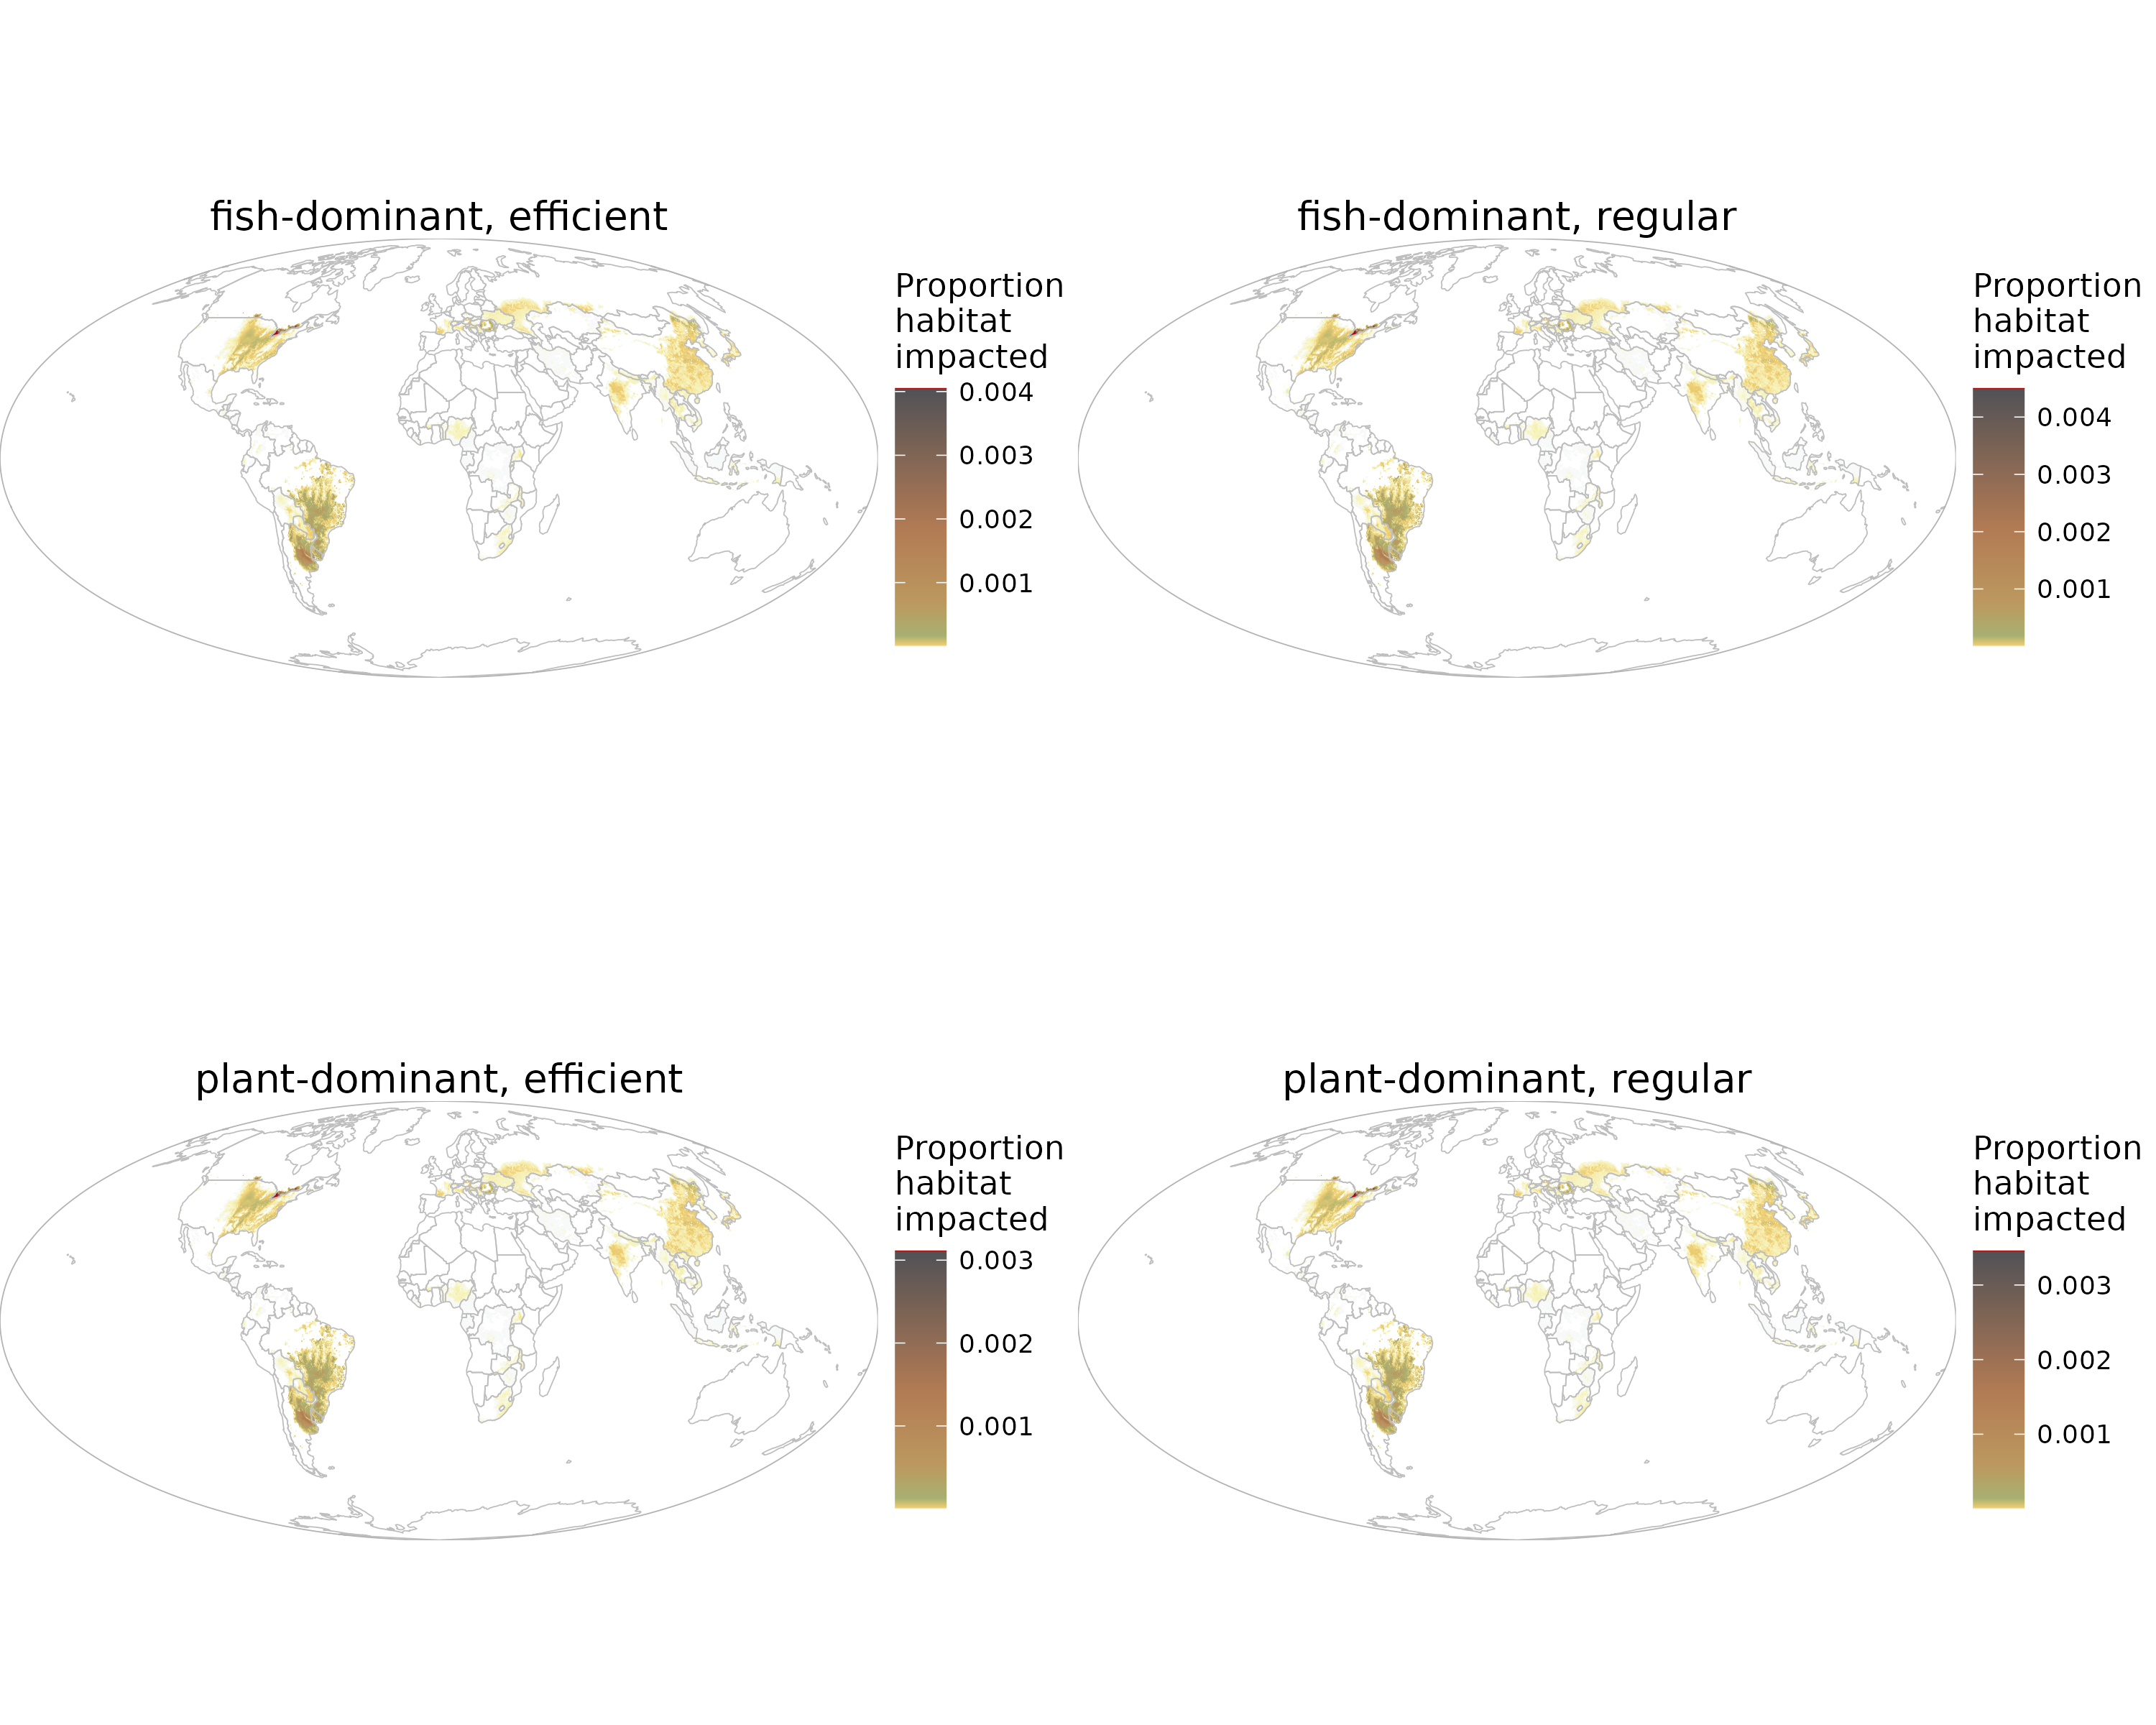 fish-dominant, efficient
Proportion
habitat
impacted
0.004
0.003
0.002
0.001
fish-dominant, regular
Proportion
habitat
impacted
0.004
0.003
0.002
0.001
plant-dominant, efficient
Proportion
habitat
impacted
0.003
0.002
0.001
plant-dominant, regular
Proportion
habitat
impacted
0.003
0.002
0.001